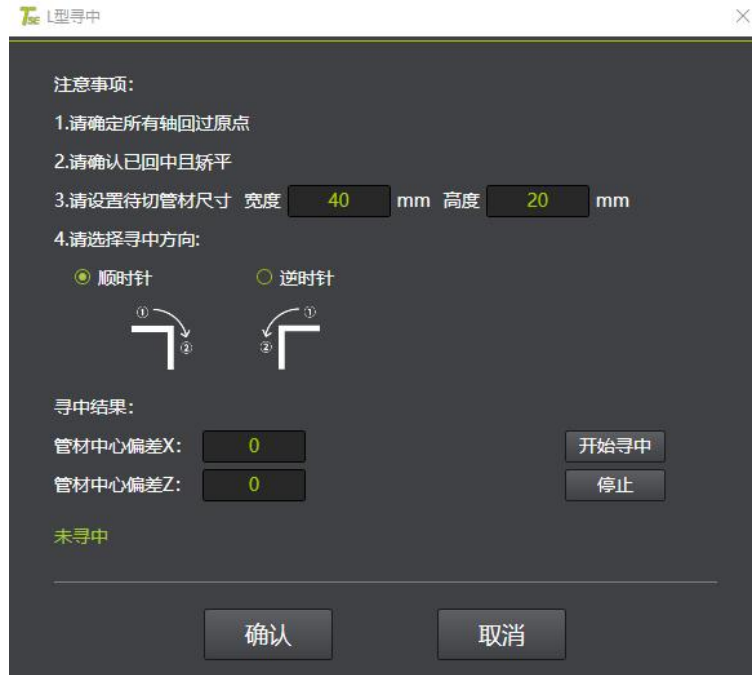 TSE L型寻中
注意事项：
1.请确定所有轴回过原点
2.请确认已回中且矫平
3.请设置待切管材尺寸 宽度 40 mm 高度 20 mm
4.请选择寻中方向:
顺时针 逆时针
① ①
② ②
寻中结果：
管材中心偏差X： 0 开始寻中
管材中心偏差Z： 0 停止
未寻中
确认 取消